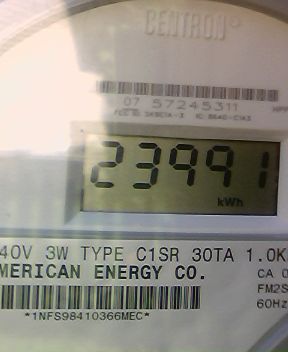 CENTRON®
07 57245311
23991
kWh
40V 3W TYPE C1SR 30TA 1.0K
MERICAN ENERGY CO.
CA 0
FM2S
60Hz
*1NFS98410366MEC*